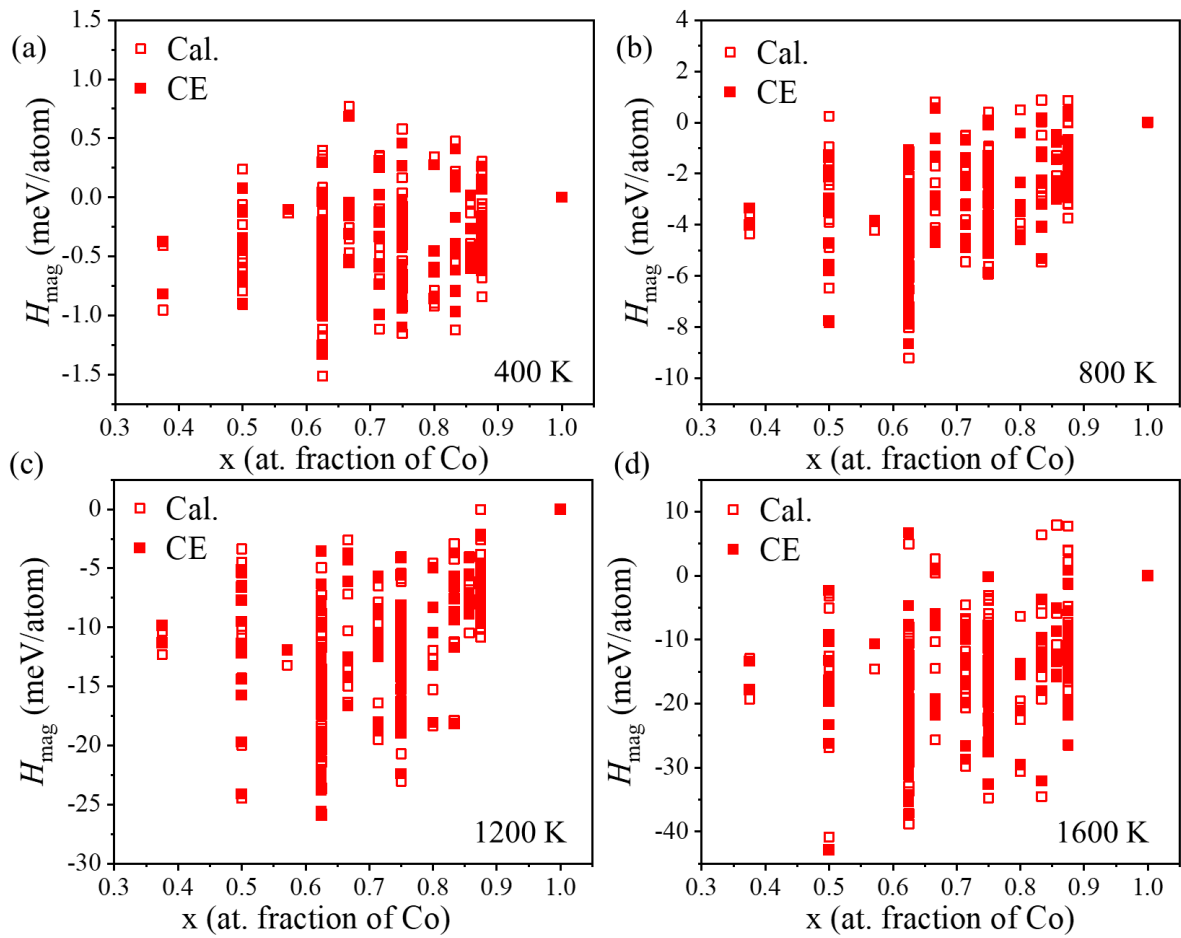 (a)
Cal.
CE
1.5
1.0
0.5
0.0
-0.5
-1.0
-1.5
H_mag (meV/atom)
400 K
0.3 0.4 0.5 0.6 0.7 0.8 0.9 1.0
x (at. fraction of Co)
(b)
Cal.
CE
4
2
0
-2
-4
-6
-8
-10
H_mag (meV/atom)
800 K
0.3 0.4 0.5 0.6 0.7 0.8 0.9 1.0
x (at. fraction of Co)
(c)
Cal.
CE
0
-5
-10
-15
-20
-25
-30
H_mag (meV/atom)
1200 K
0.3 0.4 0.5 0.6 0.7 0.8 0.9 1.0
x (at. fraction of Co)
(d)
Cal.
CE
10
0
-10
-20
-30
-40
H_mag (meV/atom)
1600 K
0.3 0.4 0.5 0.6 0.7 0.8 0.9 1.0
x (at. fraction of Co)